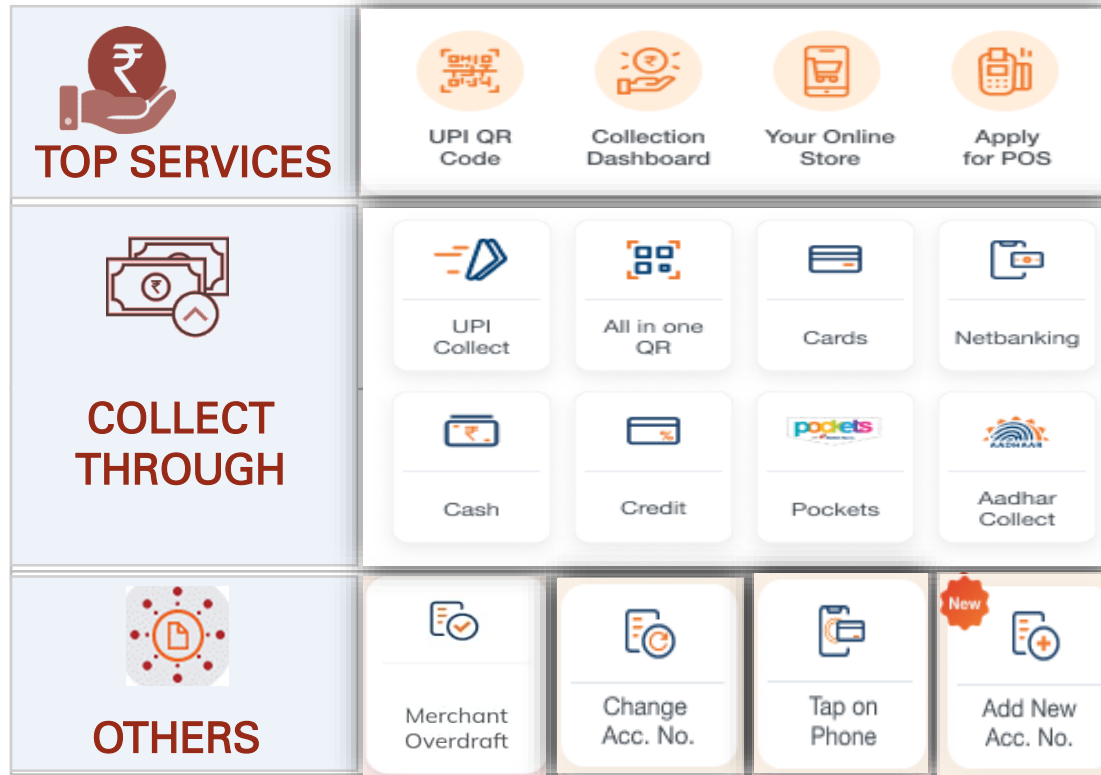 TOP SERVICES
UPI QR
Code
Collection
Dashboard
Your Online
Store
Apply
for POS
COLLECT
THROUGH
UPI
Collect
All in one
QR
Cards
Netbanking
Cash
Credit
pockets
Pockets
AADHAAR
Aadhar
Collect
OTHERS
Merchant
Overdraft
Change
Acc. No.
Tap on
Phone
New
Add New
Acc. No.